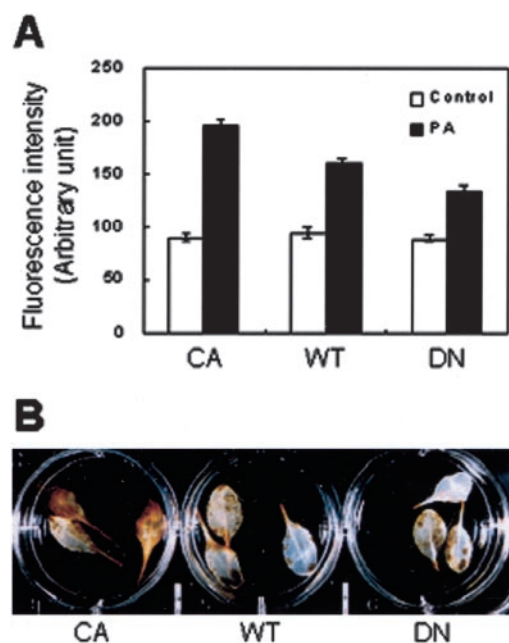 A
Fluorescence intensity
(Arbitrary unit)
250
200
150
100
50
0
Control
PA
CA WT DN
B
CA WT DN